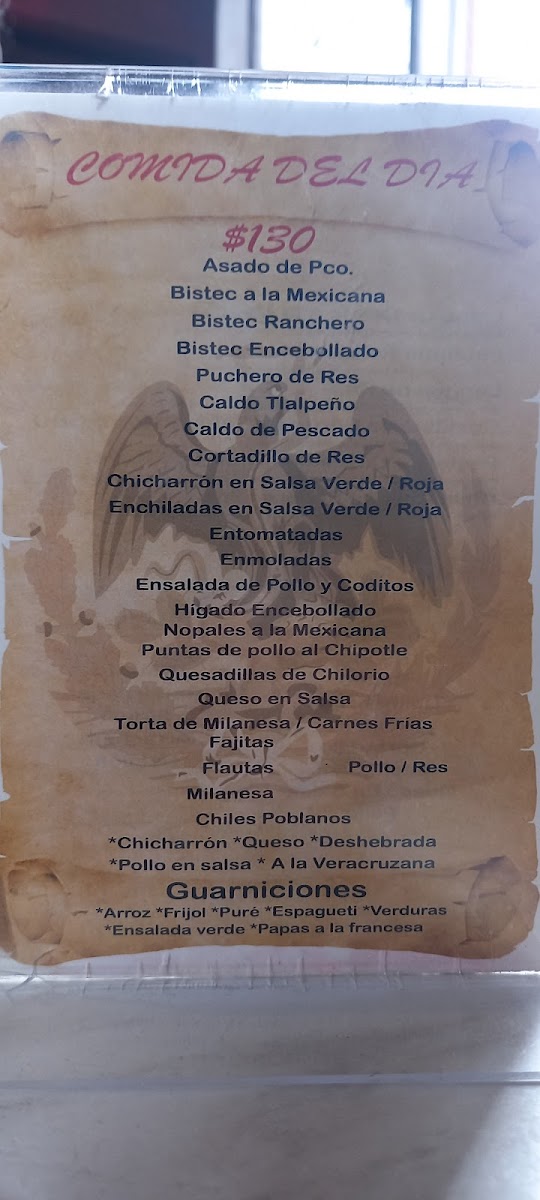 COMIDA DEL DIA
$130
Asado de Pco.
Bistec a la Mexicana
Bistec Ranchero
Bistec Encebollado
Puchero de Res
Caldo Tlalpeño
Caldo de Pescado
Cortadillo de Res
Chicharrón en Salsa Verde / Roja
Enchiladas en Salsa Verde / Roja
Entomatadas
Enmoladas
Ensalada de Pollo y Coditos
Hígado Encebollado
Nopales a la Mexicana
Puntas de pollo al Chipotle
Quesadillas de Chilorio
Queso en Salsa
Torta de Milanesa / Carnes Frías
Fajitas
Flautas Pollo / Res
Milanesa
Chiles Poblanos
*Chicharrón *Queso *Deshebrada
*Pollo en salsa * A la Veracruzana
Guarniciones
*Arroz *Frijol *Puré *Espagueti *Verduras
*Ensalada verde *Papas a la francesa